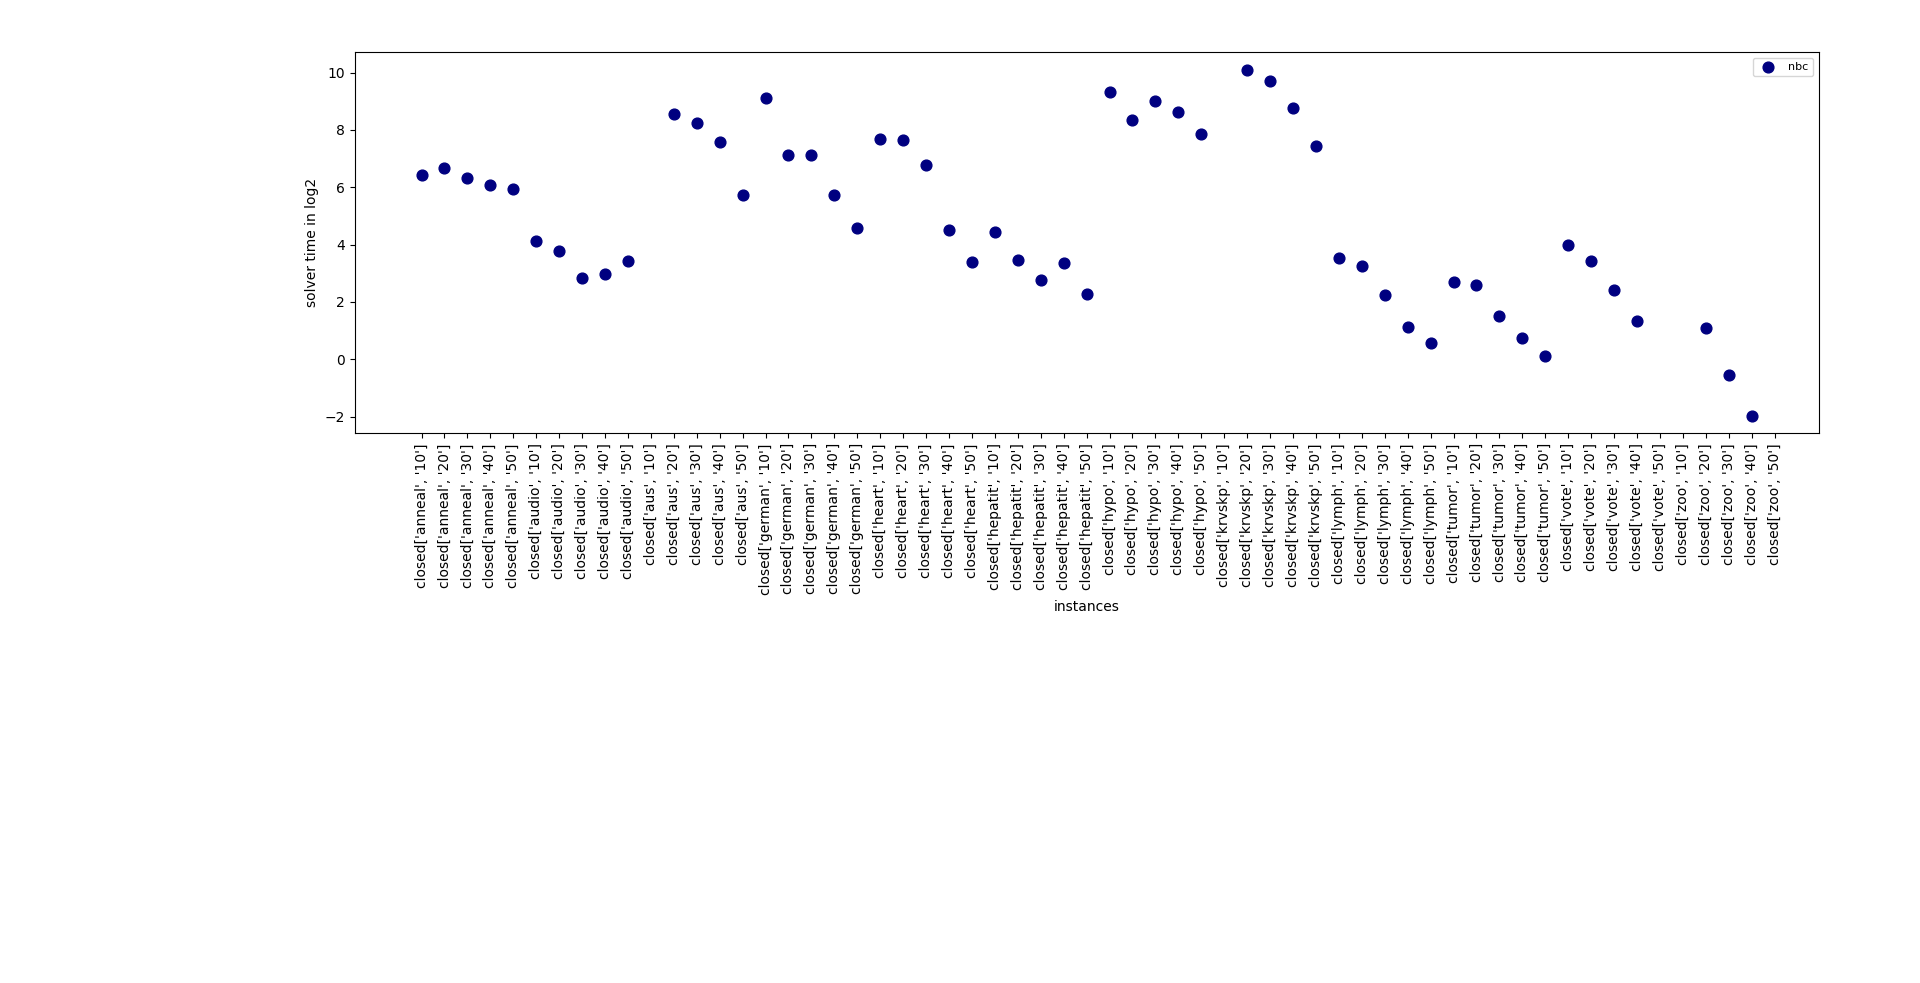 nbc
solver time in log2
10
8
6
4
2
0
−2
closed['anneal', '10']
closed['anneal', '20']
closed['anneal', '30']
closed['anneal', '40']
closed['anneal', '50']
closed['audio', '10']
closed['audio', '20']
closed['audio', '30']
closed['audio', '40']
closed['audio', '50']
closed['aus', '10']
closed['aus', '20']
closed['aus', '30']
closed['aus', '40']
closed['aus', '50']
closed['german', '10']
closed['german', '20']
closed['german', '30']
closed['german', '40']
closed['german', '50']
closed['heart', '10']
closed['heart', '20']
closed['heart', '30']
closed['heart', '40']
closed['heart', '50']
closed['hepatit', '10']
closed['hepatit', '20']
closed['hepatit', '30']
closed['hepatit', '40']
closed['hepatit', '50']
closed['hypo', '10']
closed['hypo', '20']
closed['hypo', '30']
closed['hypo', '40']
closed['hypo', '50']
closed['krvskp', '10']
closed['krvskp', '20']
closed['krvskp', '30']
closed['krvskp', '40']
closed['krvskp', '50']
closed['lymph', '10']
closed['lymph', '20']
closed['lymph', '30']
closed['lymph', '40']
closed['lymph', '50']
closed['tumor', '10']
closed['tumor', '20']
closed['tumor', '30']
closed['tumor', '40']
closed['tumor', '50']
closed['vote', '10']
closed['vote', '20']
closed['vote', '30']
closed['vote', '40']
closed['vote', '50']
closed['zoo', '10']
closed['zoo', '20']
closed['zoo', '30']
closed['zoo', '40']
closed['zoo', '50']
instances